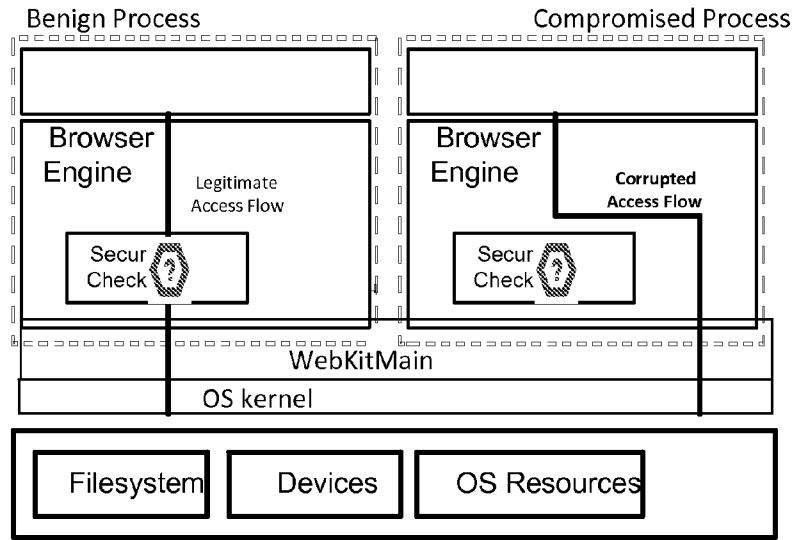 Benign Process
Compromised Process
Browser
Engine
Legitimate
Access Flow
Secur
Check
?
Browser
Engine
Corrupted
Access Flow
Secur
Check
?
WebKitMain
OS kernel
Filesystem
Devices
OS Resources